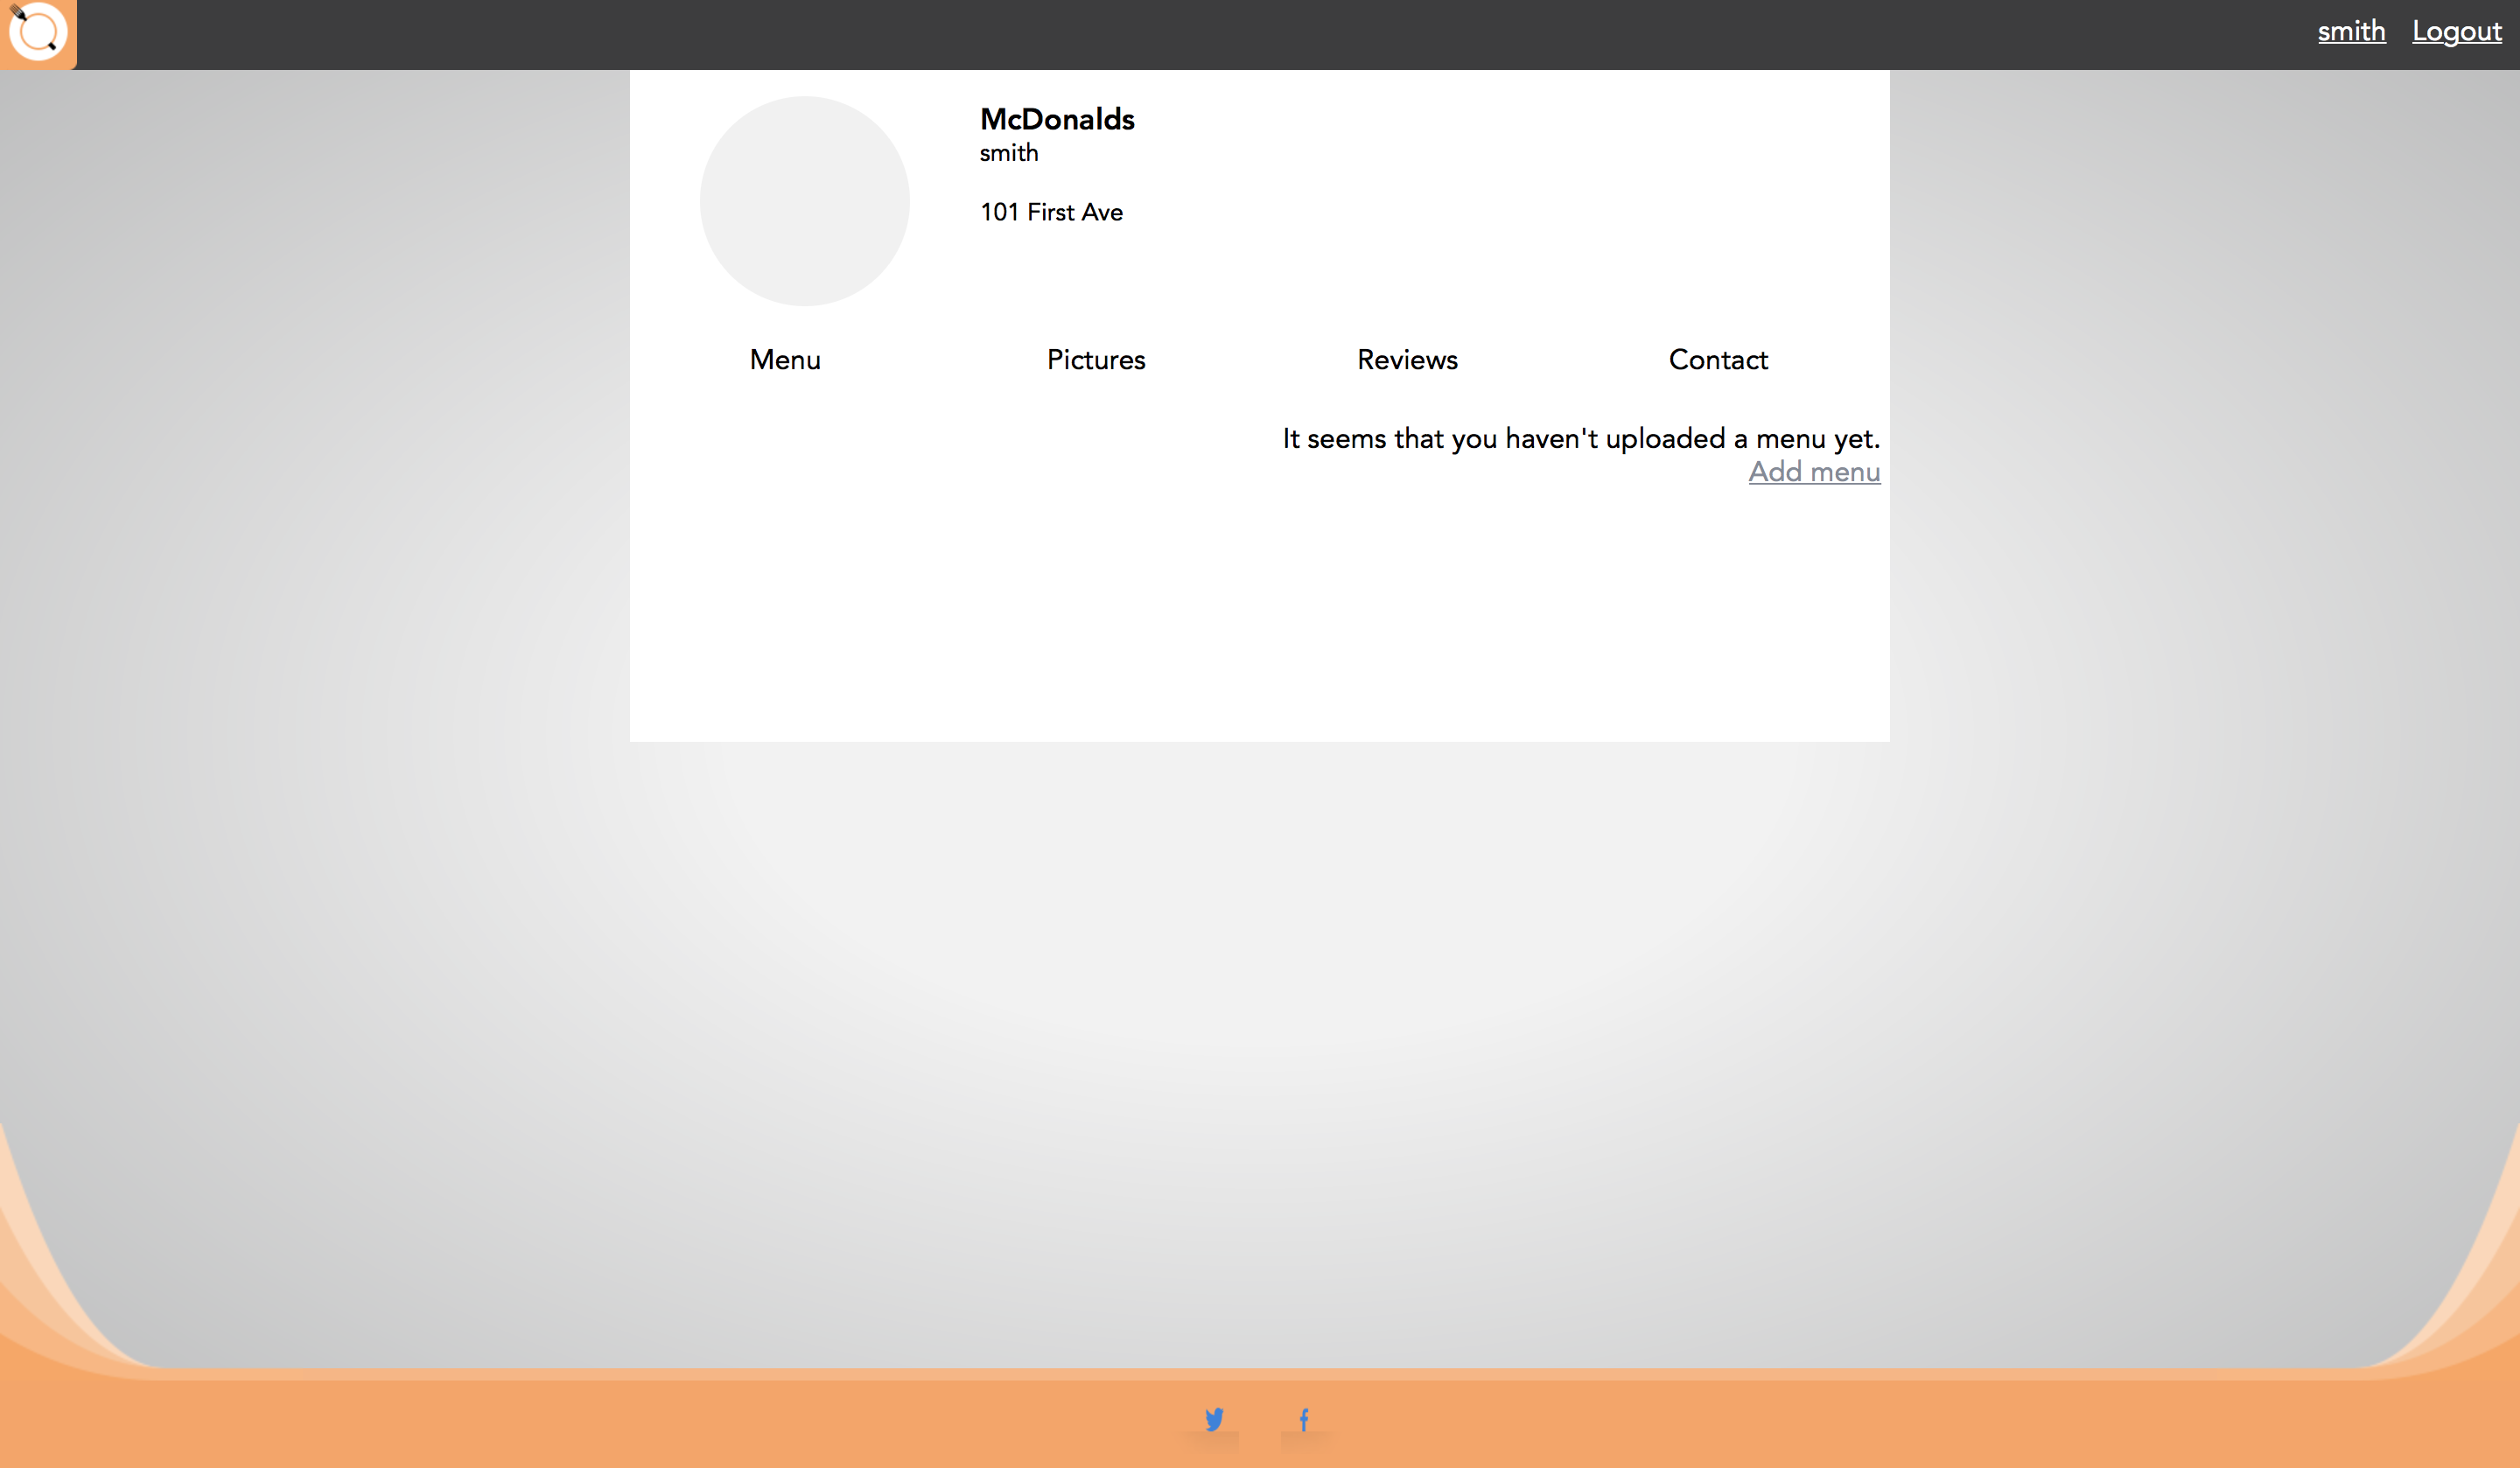 smith Logout
McDonalds
smith
101 First Ave
Menu Pictures Reviews Contact
It seems that you haven't uploaded a menu yet.
Add menu